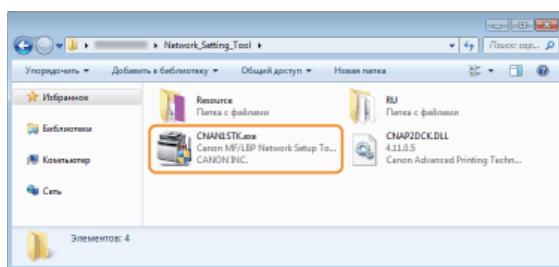 Network_Setting_Tool
Поиск
Упорядочить
Добавить в библиотеку
Общий доступ
Новая папка
Избранное
Библиотеки
Компьютер
Сеть
Resource
Папка с файлами
RU
Папка с файлами
CNAN1STK.exe
Canon MF/LBP Network Setup To...
CANON INC.
CNAP2DCK.DLL
4.11.0.5
Canon Advanced Printing Techn...
Элементов: 4